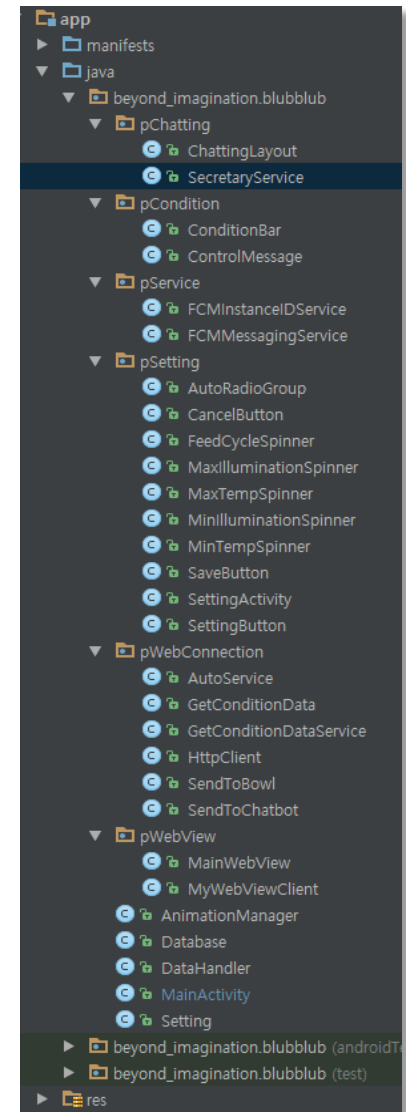 app
manifests
java
beyond_imagination.blubblub
pChatting
ChattingLayout
SecretaryService
pCondition
ConditionBar
ControlMessage
pService
FCMInstanceIDService
FCMMessagingService
pSetting
AutoRadioGroup
CancelButton
FeedCycleSpinner
MaxIlluminationSpinner
MaxTempSpinner
MinIlluminationSpinner
MinTempSpinner
SaveButton
SettingActivity
SettingButton
pWebConnection
AutoService
GetConditionData
GetConditionDataService
HttpClient
SendToBowl
SendToChatbot
pWebView
MainWebView
MyWebViewClient
AnimationManager
Database
DataHandler
MainActivity
Setting
beyond_imagination.blubblub (androidTe
beyond_imagination.blubblub (test)
res